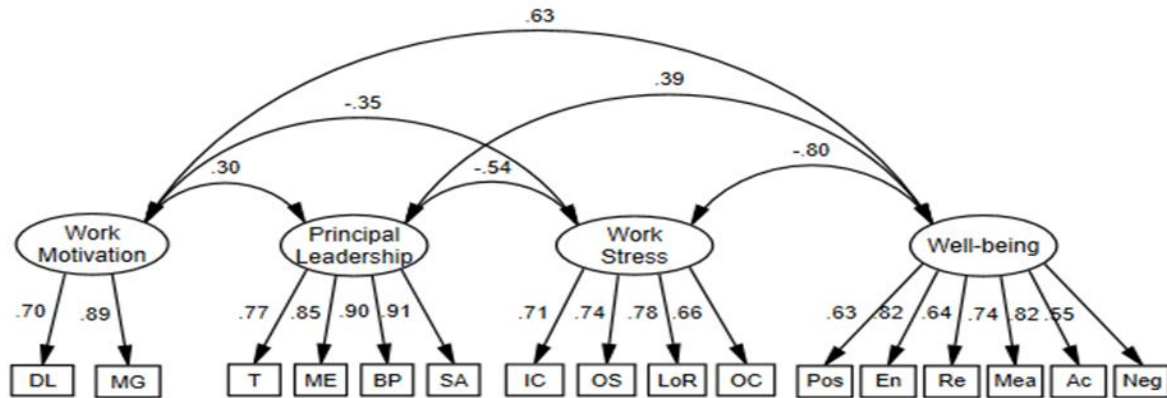 .63
.39
-.35
-.80
.30
-.54
Work
Motivation
Principal
Leadership
Work
Stress
Well-being
.70 .89 .77 .85 .90 .91 .71 .74 .78 .66 .63 .82 .64 .74 .82 .55
DL MG T ME BP SA IC OS LoR OC Pos En Re Mea Ac Neg